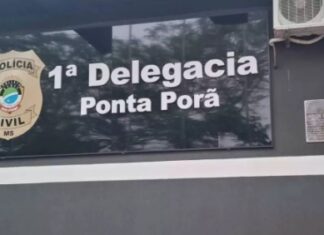 POLÍCIA
CIVIL
MS
1ª Delegacia
Ponta Porã